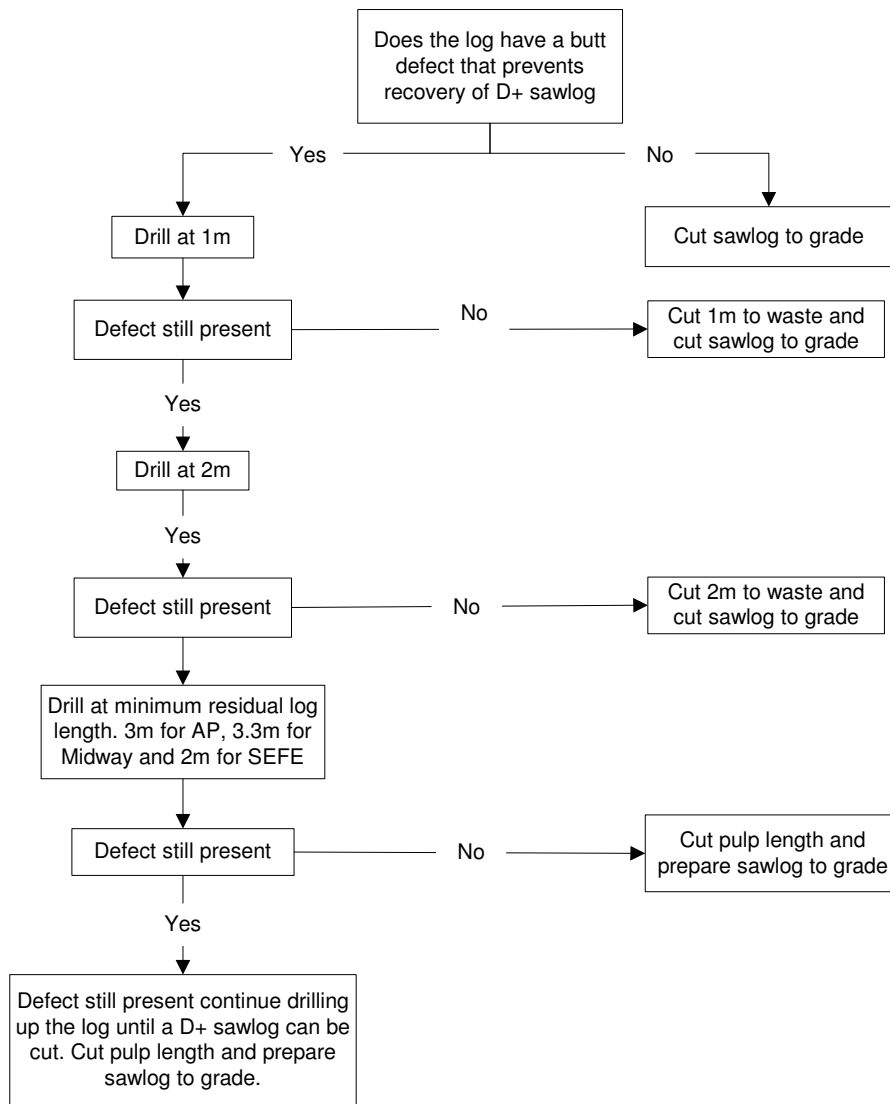 Does the log have a butt
defect that prevents
recovery of D+ sawlog
Yes
No
Drill at 1m
Cut sawlog to grade
Defect still present
No
Cut 1m to waste and
cut sawlog to grade
Yes
Drill at 2m
Yes
Defect still present
No
Cut 2m to waste and
cut sawlog to grade
Drill at minimum residual log
length. 3m for AP, 3.3m for
Midway and 2m for SEFE
Defect still present
No
Cut pulp length and
prepare sawlog to grade
Yes
Defect still present continue drilling
up the log until a D+ sawlog can be
cut. Cut pulp length and prepare
sawlog to grade.